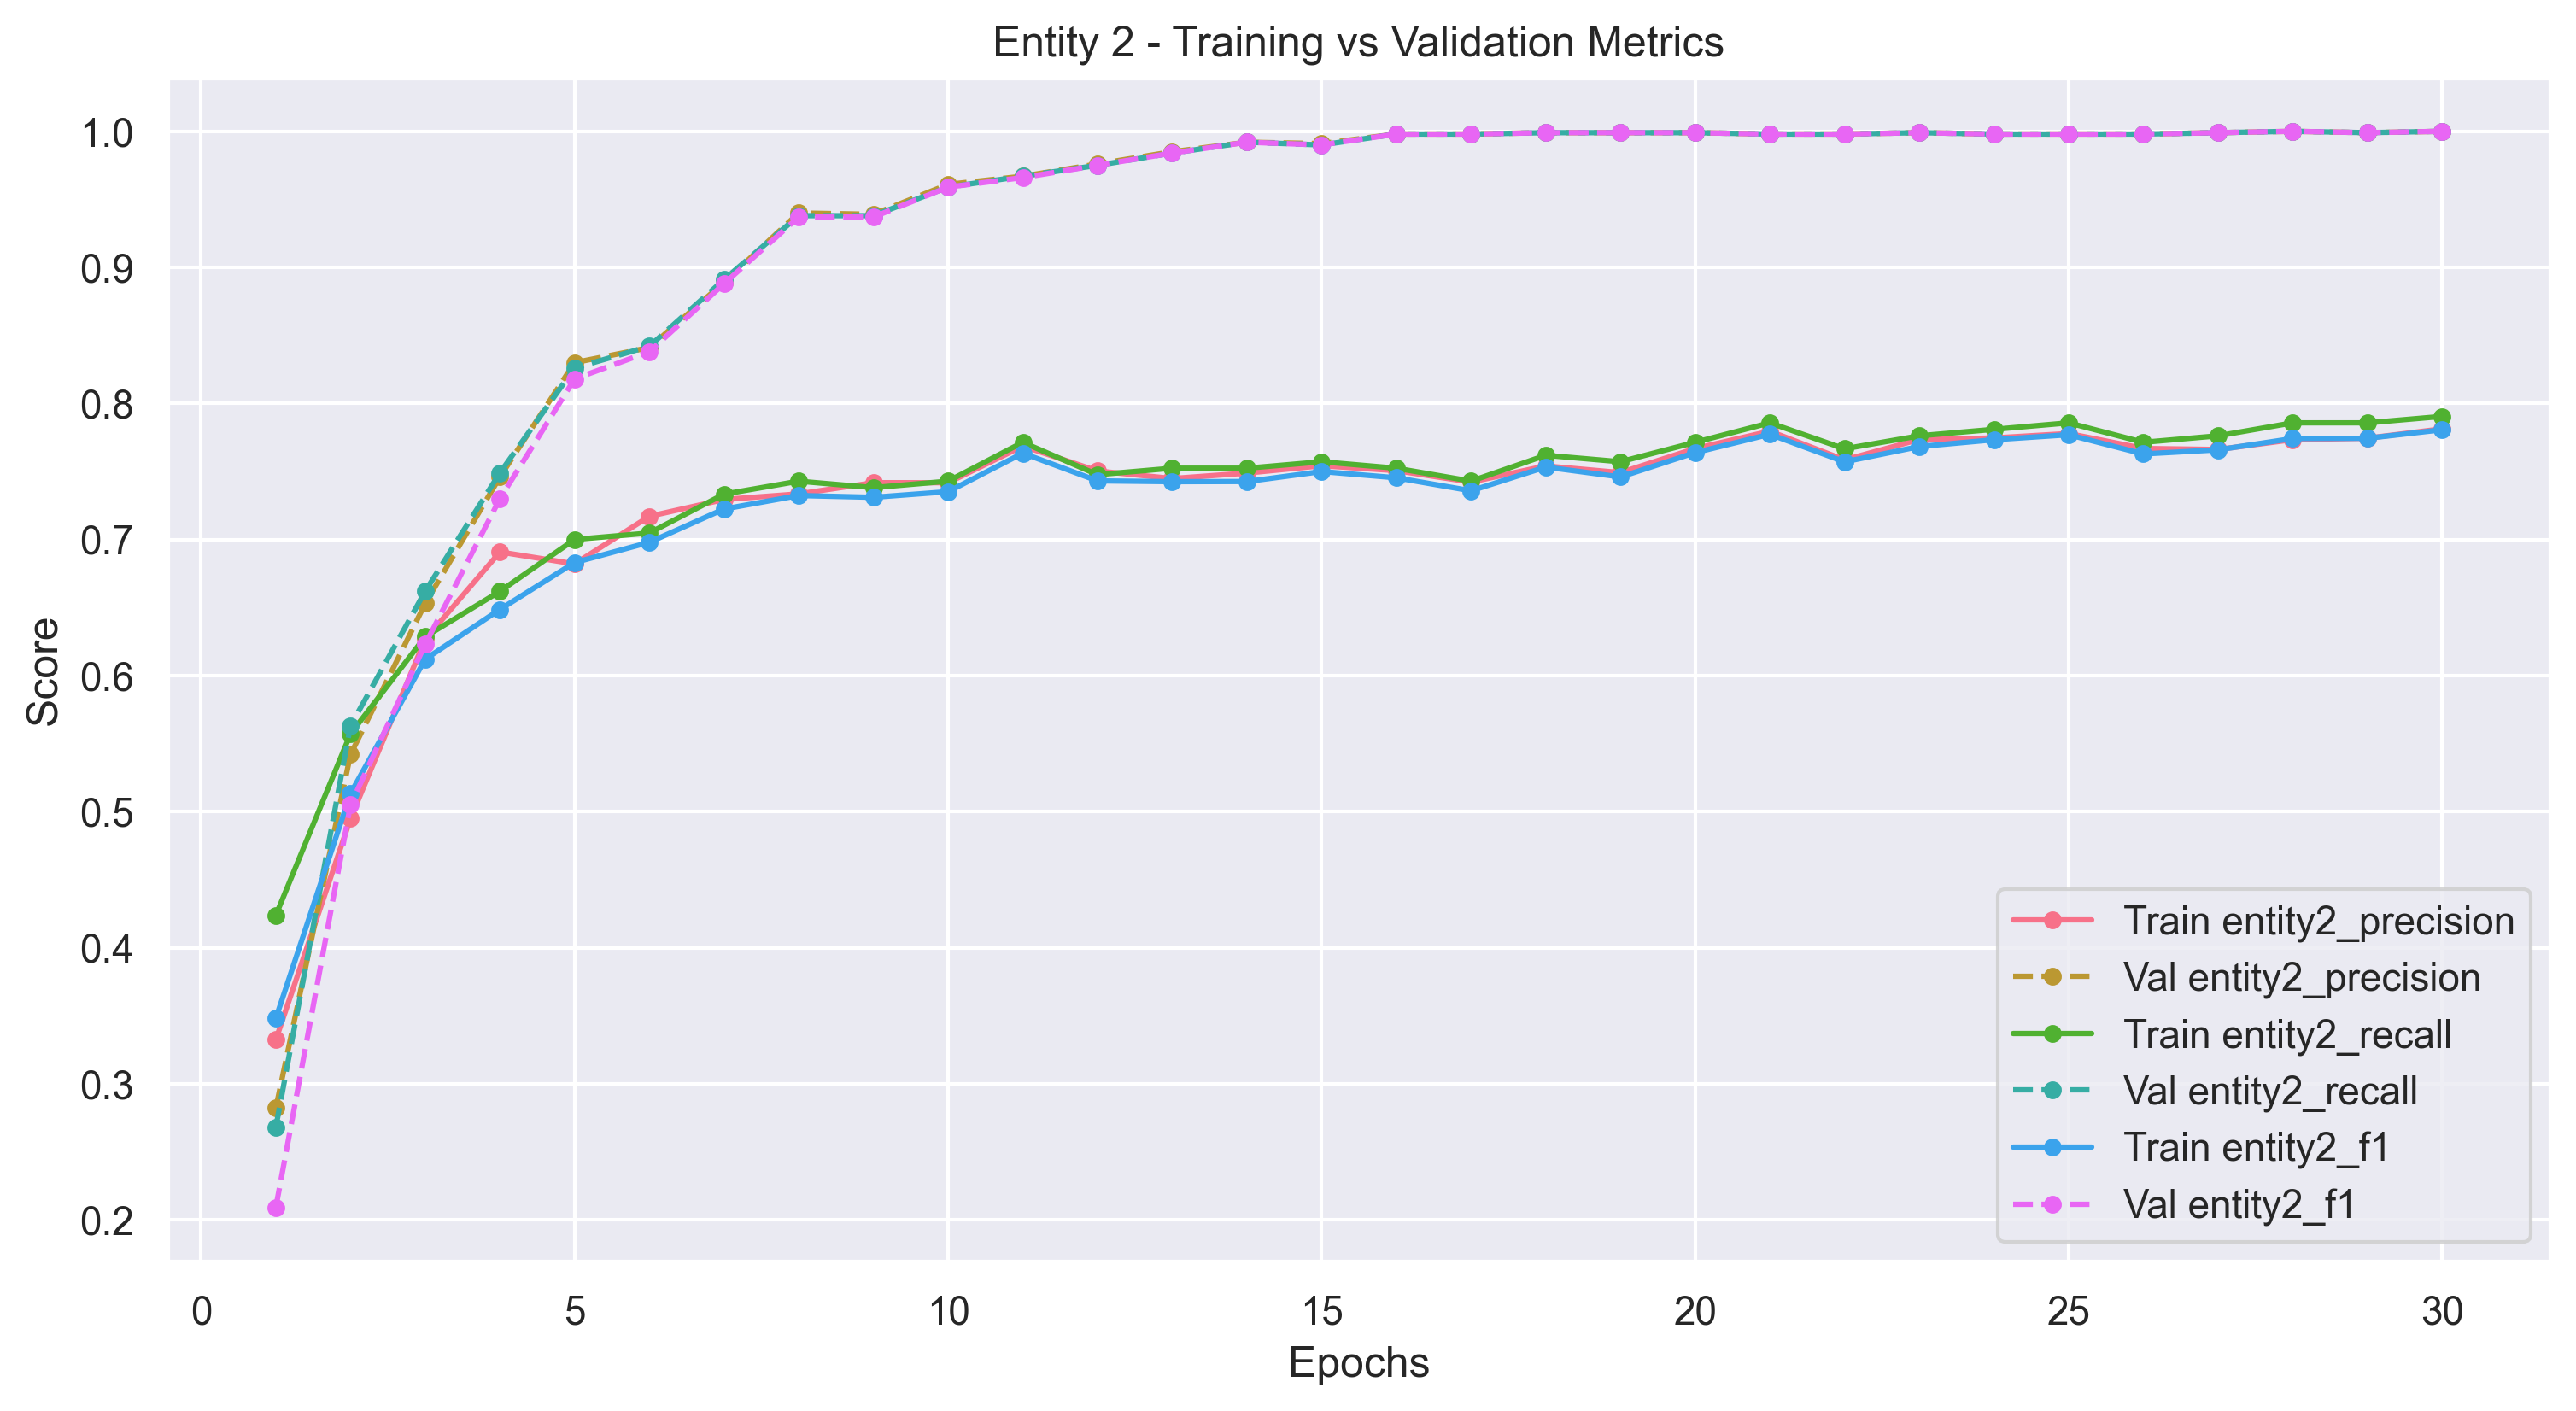 Entity 2 - Training vs Validation Metrics
1.0
0.9
0.8
0.7
0.6
0.5
0.4
0.3
0.2
Score
Train entity2_precision
Val entity2_precision
Train entity2_recall
Val entity2_recall
Train entity2_f1
Val entity2_f1
0 5 10 15 20 25 30
Epochs